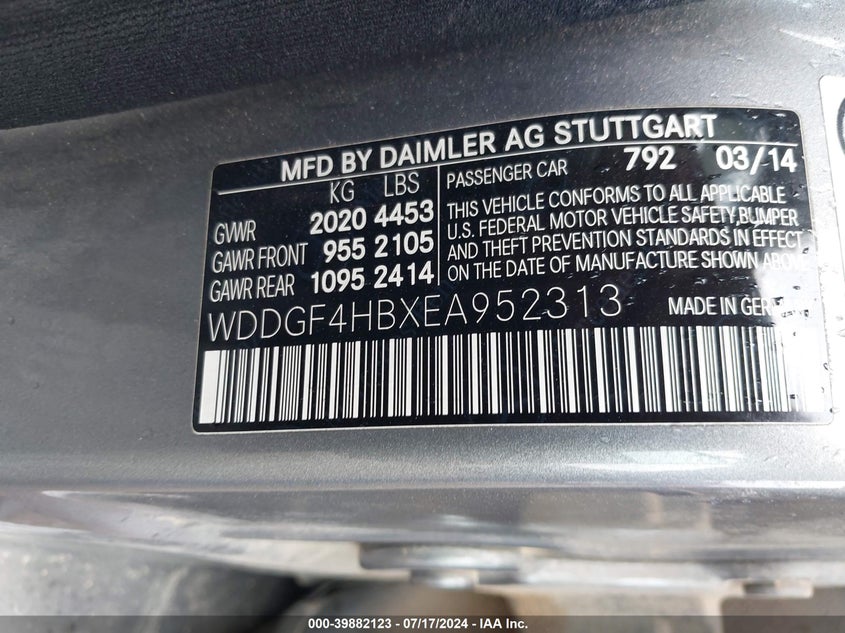 MFD BY DAIMLER AG STUTTGART
KG LBS
GVWR 2020 4453
GAWR FRONT 955 2105
GAWR REAR 1095 2414
PASSENGER CAR 792 03/14
THIS VEHICLE CONFORMS TO ALL APPLICABLE
U.S. FEDERAL MOTOR VEHICLE SAFETY, BUMPER
AND THEFT PREVENTION STANDARDS IN EFFECT
ON THE DATE OF MANUFACTURE SHOWN ABOVE.
WDDGF4HBXEA952313
MADE IN
000-39882123 - 07/17/2024 - IAA Inc.